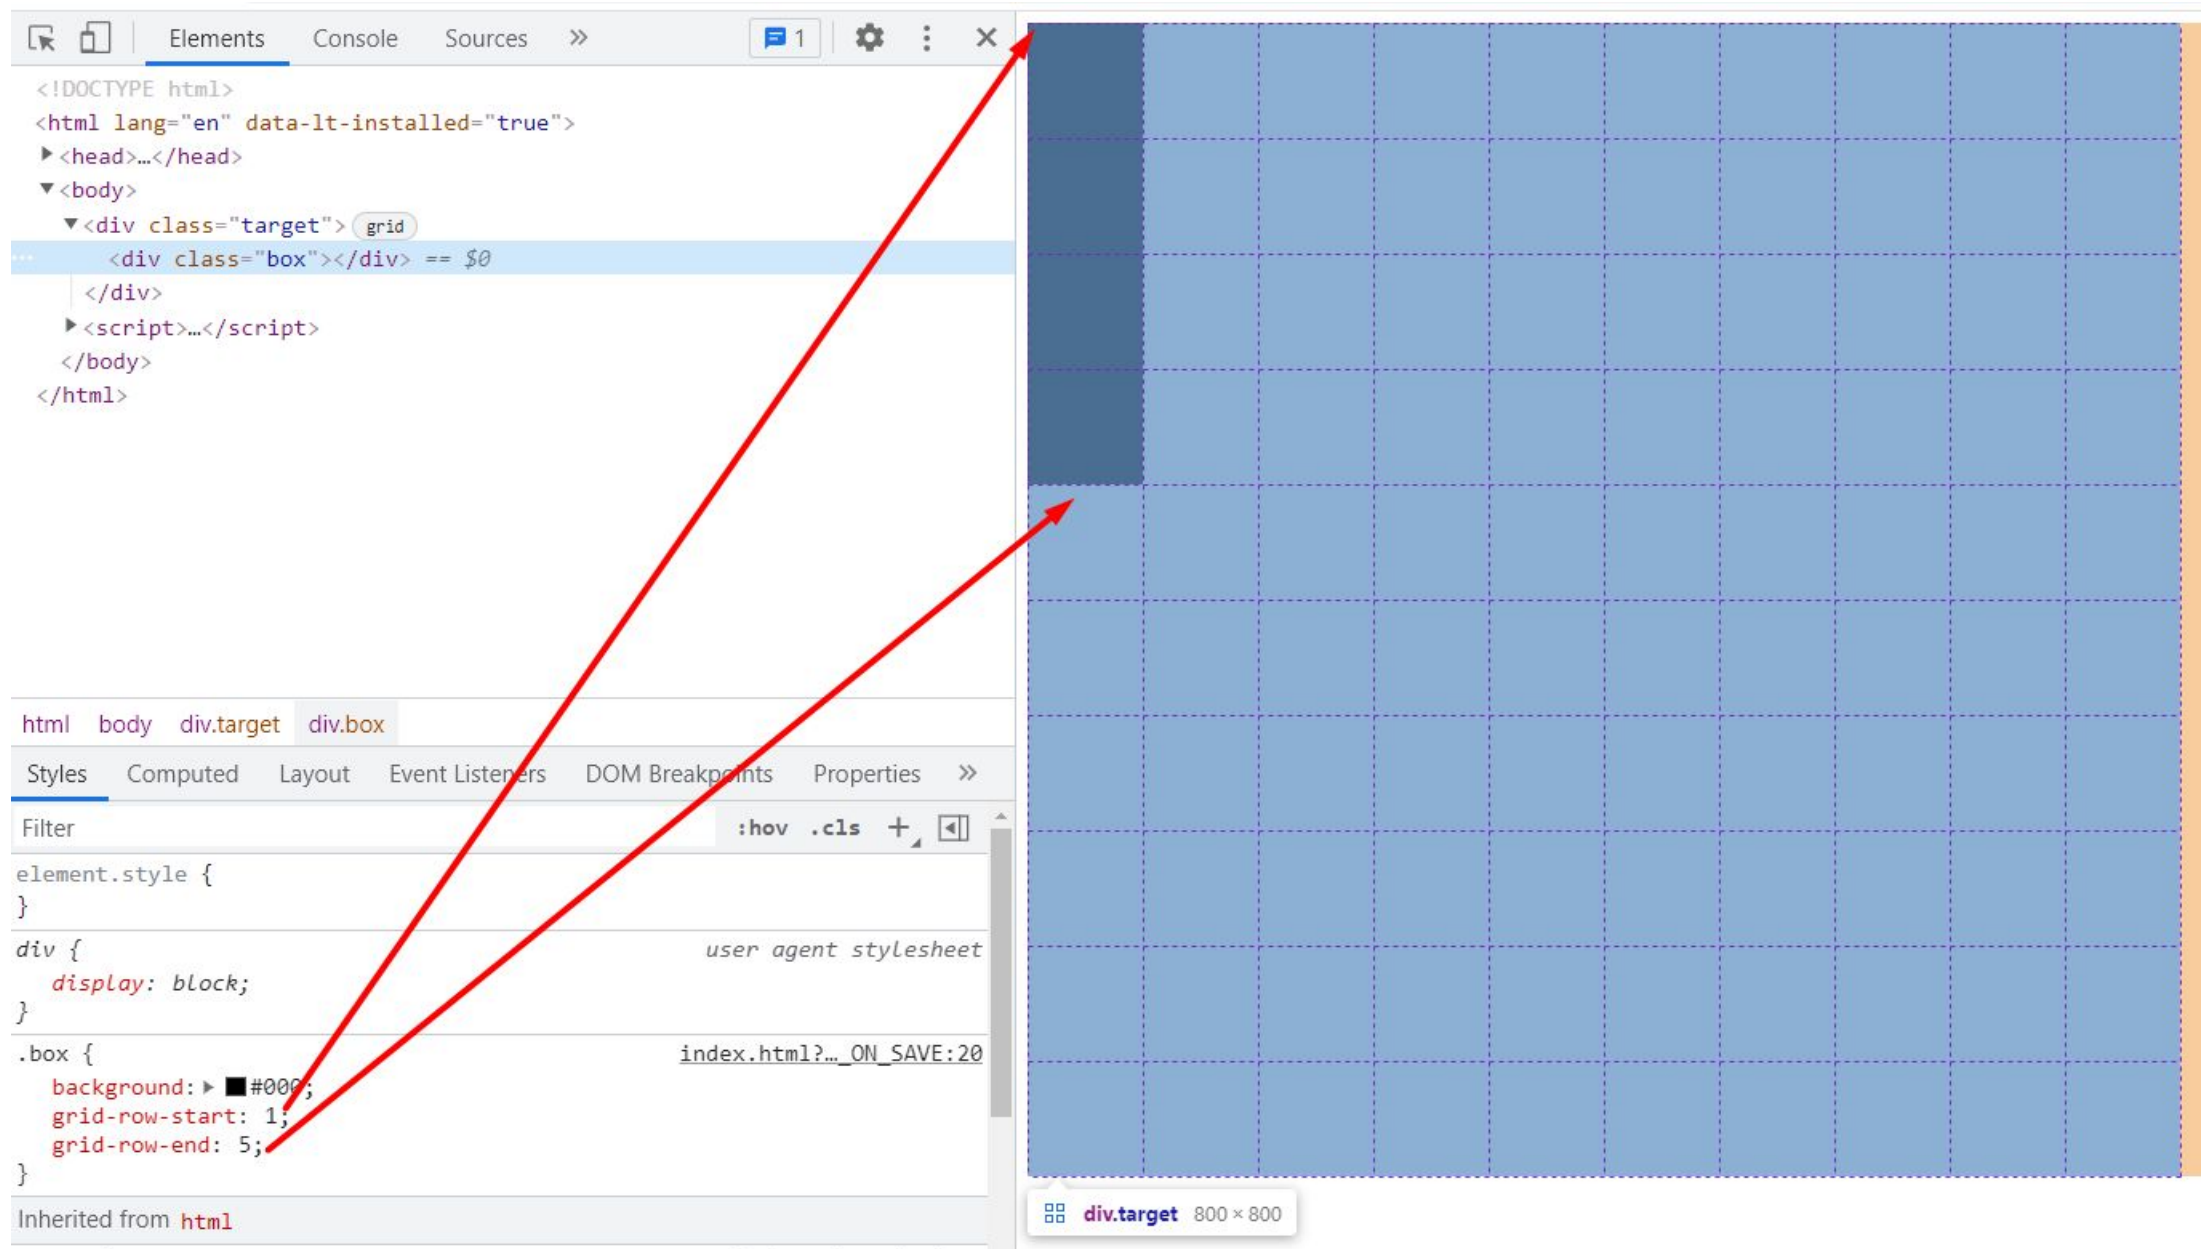 Elements Console Sources » 1
<!DOCTYPE html>
<html lang="en" data-lt-installed="true">
<head>…</head>
<body>
<div class="target"> grid
<div class="box"></div> == $0
</div>
<script>…</script>
</body>
</html>
html body div.target div.box
Styles Computed Layout Event Listeners DOM Breakpoints Properties »
Filter :hov .cls +
element.style {
}
div { user agent stylesheet
display: block;
}
.box { index.html?…_ON_SAVE:20
background: #000;
grid-row-start: 1;
grid-row-end: 5;
}
Inherited from html
div.target 800 × 800